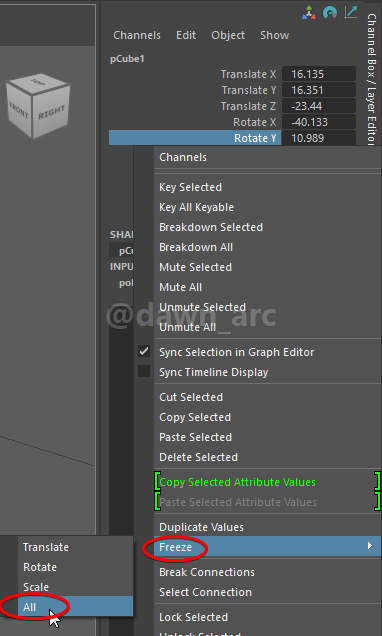 Channels Edit Object Show
pCube1
Translate X 16.135
Translate Y 16.351
Translate Z -23.44
Rotate X -40.133
Rotate Y 10.989
Channel Box / Layer Editor
TOP
FRONT
RIGHT
Channels
Key Selected
Key All Keyable
Breakdown Selected
Breakdown All
Mute Selected
Mute All
Unmute Selected
Unmute All
SHA
pCu
INPU
pol
@dawn_arc
Sync Selection in Graph Editor
Sync Timeline Display
Cut Selected
Copy Selected
Paste Selected
Delete Selected
Copy Selected Attribute Values
Paste Selected Attribute Values
Duplicate Values
Freeze
Translate
Rotate
Scale
All
Break Connections
Select Connection
Lock Selected
Unlock Selected